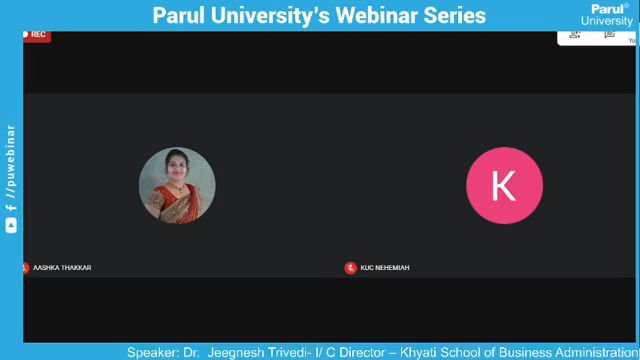 Parul University's Webinar Series
Parul®
University
REC
Yo
f //puwebinar
K
AASHKA THAKKAR
KUC NEHEMIAH
Speaker: Dr. Jeegnesh Trivedi- I/ C Director – Khyati School of Business Administration